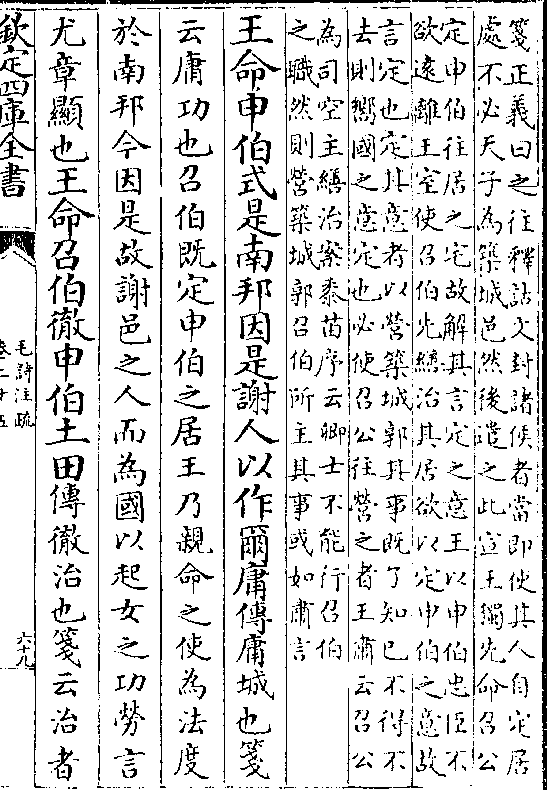 箋正義曰之往釋詁文封諸侯者當即使其人自定居
處不必天子為築城邑然後遣之此宣王獨先命召公
定申伯往居之宅故解其言定之意王以申伯忠臣不
欲遠離王室使召伯先繕治其居欲以定申伯之意故
言定也定其意者以營築城郭其事既了知已不得不
去則嚮國之意定也必使召公往營之者王肅云召公
為司空主繕治案黍苗序云卿士不能行召伯
之職然則營築城郭召伯所主其事或如肅言
王命申伯式是南邦因是謝人以作爾庸傳庸城也箋
云庸功也召伯既定申伯之居王乃親命之使為法度
於南邦今因是故謝邑之人而為國以起女之功勞言
尤章顯也王命召伯徹申伯土田傳徹治也箋云治者
欽定四庫全書
毛詩注疏
卷二十五
六十九